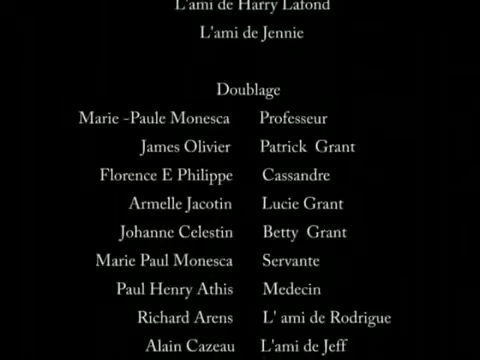 L'ami de Harry Lafond
L'ami de Jennie
Doublage
Marie -Paule Monesca Professeur
James Olivier Patrick Grant
Florence E Philippe Cassandre
Armelle Jacotin Lucie Grant
Johanne Celestin Betty Grant
Marie Paul Monesca Servante
Paul Henry Athis Medecin
Richard Arens L' ami de Rodrigue
Alain Cazeau L'ami de Jeff